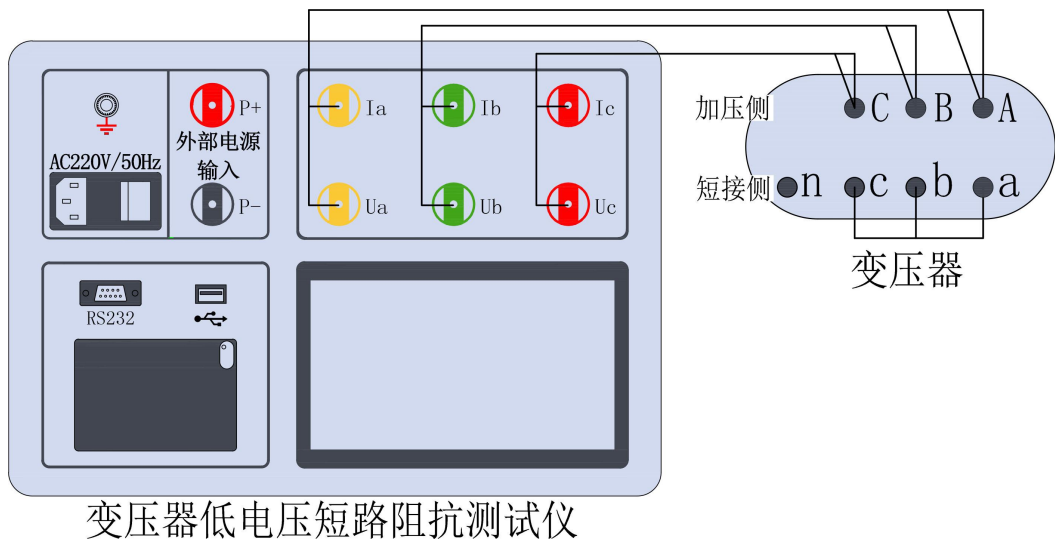 P+
外部电源
输入
P-
AC220V/50Hz
Ia
Ib
Ic
Ua
Ub
Uc
RS232
加压侧
C
B
A
短接侧
n
c
b
a
变压器
变压器低电压短路阻抗测试仪